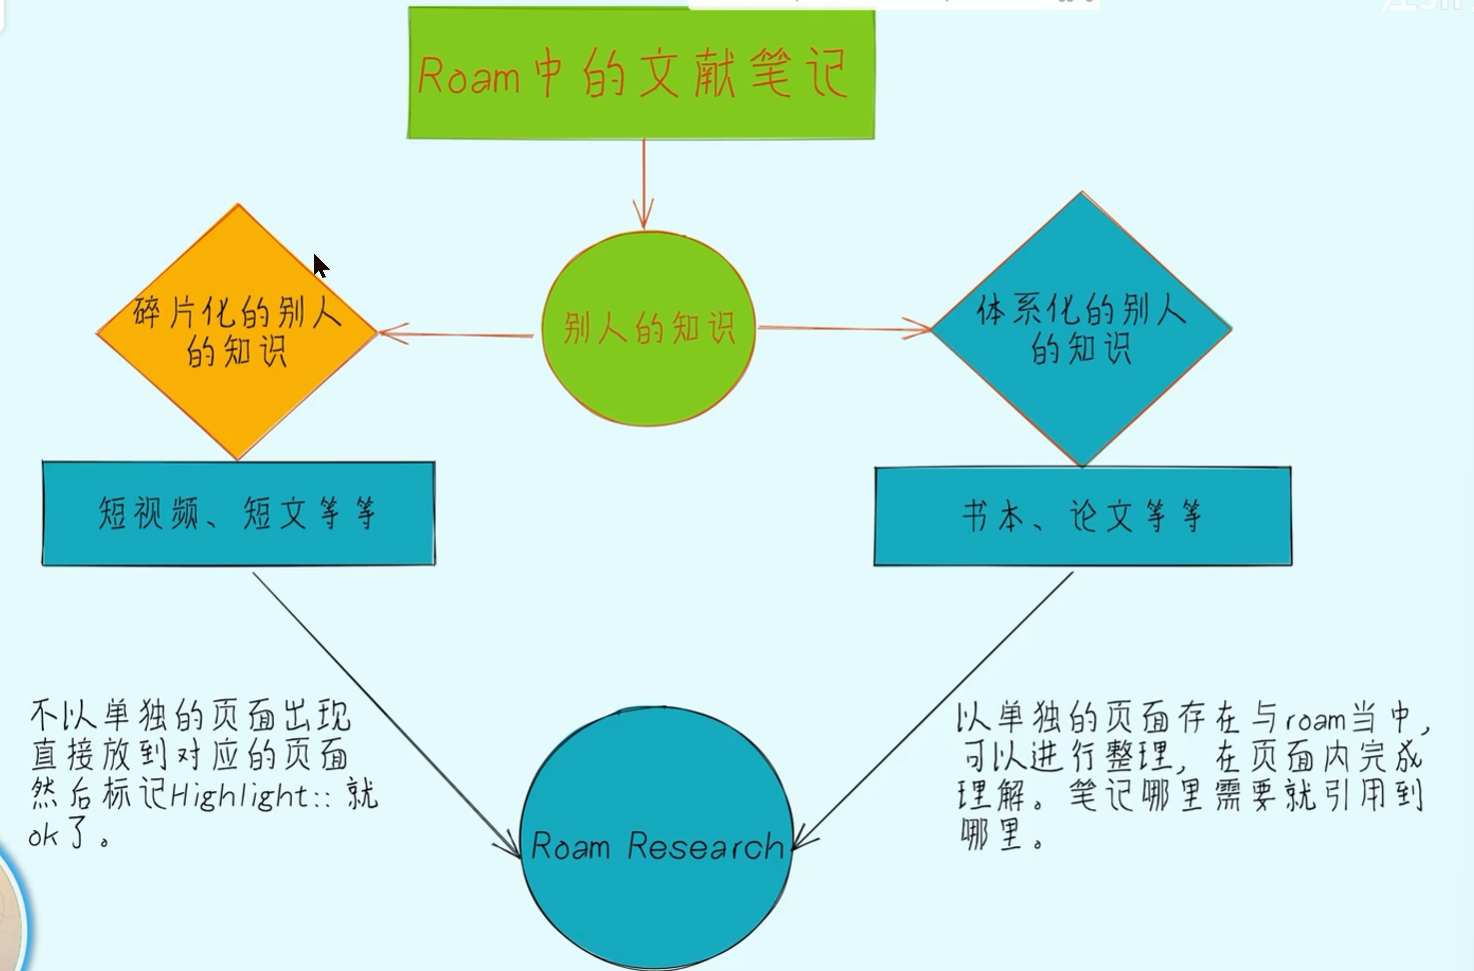 Roam中的文献笔记
碎片化的别人
的知识
别人的知识
体系化的别人
的知识
短视频、短文等等
书本、论文等等
不以单独的页面出现
直接放到对应的页面
然后标记Highlight::就
ok了。
以单独的页面存在与roam当中,
可以进行整理, 在页面内完成
理解。笔记哪里需要就引用到
哪里。
Roam Research